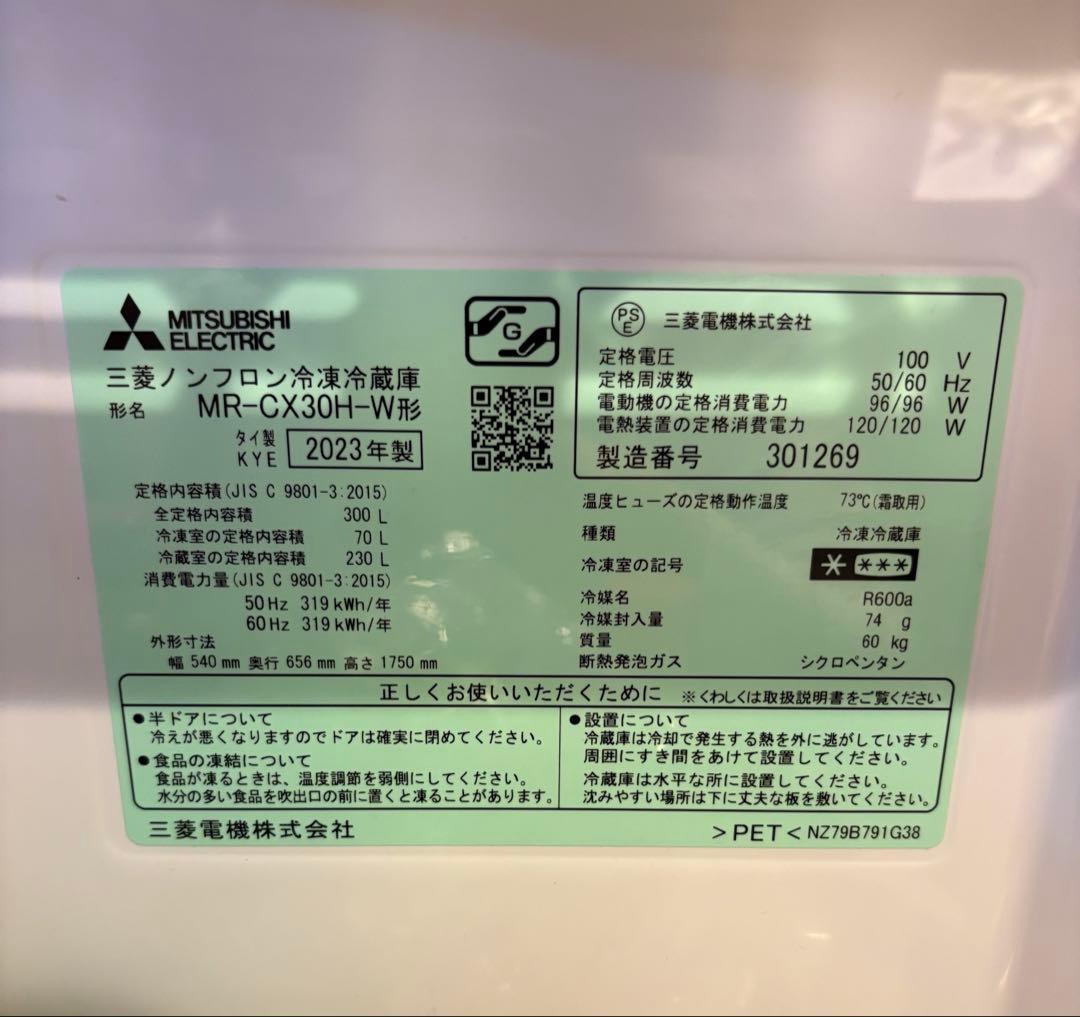 MITSUBISHI
ELECTRIC
G
三菱ノンフロン冷凍冷蔵庫
形名 MR-CX30H-W形
タイ製
KYE 2023年製
PS
E 三菱電機株式会社
定格電圧 100 V
定格周波数 50/60 Hz
電動機の定格消費電力 96/96 W
電熱装置の定格消費電力 120/120 W
製造番号 301269
定格内容積(JIS C 9801-3:2015)
全定格内容積 300 L
冷凍室の定格内容積 70 L
冷蔵室の定格内容積 230 L
消費電力量(JIS C 9801-3:2015)
50Hz 319kWh/年
60Hz 319kWh/年
外形寸法
幅 540mm 奥行 656mm 高さ 1750mm
温度ヒューズの定格動作温度 73℃(霜取用)
種類 冷凍冷蔵庫
冷凍室の記号 * ***
冷媒名 R600a
冷媒封入量 74 g
質量 60 kg
断熱発泡ガス シクロペンタン
正しくお使いいただくために ※くわしくは取扱説明書をご覧ください
●半ドアについて
冷えが悪くなりますのでドアは確実に閉めてください。
●食品の凍結について
食品が凍るときは、温度調節を弱側にしてください。
水分の多い食品を吹出口の前に置くと凍ることがあります。
●設置について
冷蔵庫は冷却で発生する熱を外に逃がしています。
周囲にすき間をあけて設置してください。
冷蔵庫は水平な所に設置してください。
沈みやすい場所は下に丈夫な板を敷いてください。
三菱電機株式会社 >PET< NZ79B791G38